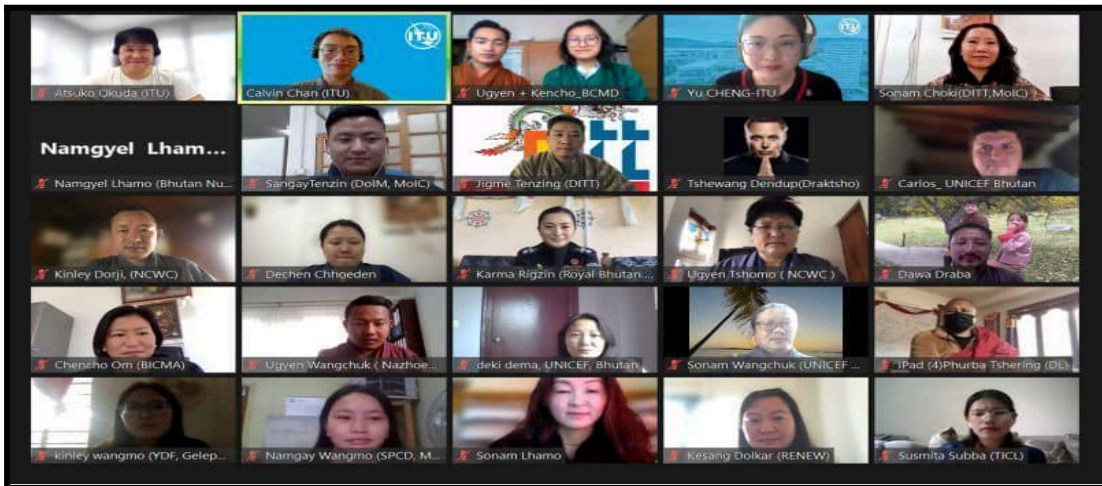 ITU
Atsuko Okuda (ITU)
Calvin Chan (ITU)
Ugyen + Kencho_BCMD
Yu CHENG-ITU
Sonam Choki(DITT,MoIC)
Namgyel Lham...
Namgyel Lhamo (Bhutan Nu...
SangayTenzin (DoIM, MoIC)
Jigme Tenzing (DITT)
Tshewang Dendup(Draktsho)
Carlos_ UNICEF Bhutan
Kinley Dorji, (NCWC)
Dechen Chhoeden
Karma Rigzin (Royal Bhutan ...
Ugyen Tshomo ( NCWC )
Dawa Draba
Chencho Om (BICMA)
Ugyen Wangchuk ( Nazhoe...
deki dema, UNICEF, Bhutan
Sonam Wangchuk (UNICEF ...
iPad (4)Phurba Tshering (DL)
kinley wangmo (YDF, Gelep...
Namgay Wangmo (SPCD, M...
Sonam Lhamo
Kesang Dolkar (RENEW)
Susmita Subba (TICL)